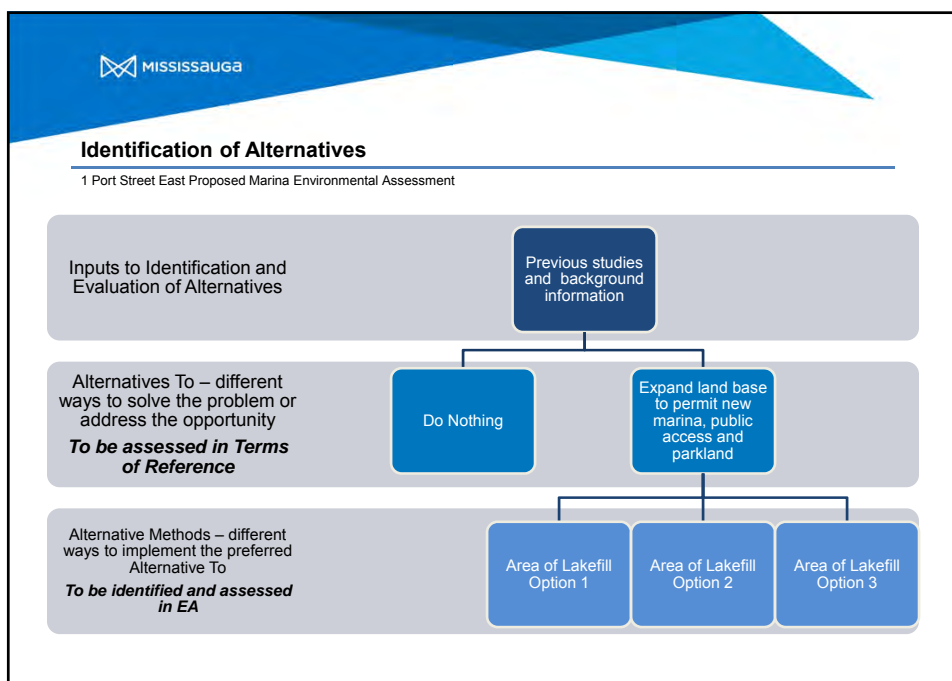 MISSISSAUGA
Identification of Alternatives
1 Port Street East Proposed Marina Environmental Assessment
Inputs to Identification and
Evaluation of Alternatives
Previous studies
and background
information
Alternatives To – different
ways to solve the problem or
address the opportunity
To be assessed in Terms
of Reference
Do Nothing
Expand land base
to permit new
marina, public
access and
parkland
Alternative Methods – different
ways to implement the preferred
Alternative To
To be identified and assessed
in EA
Area of Lakefill
Option 1
Area of Lakefill
Option 2
Area of Lakefill
Option 3